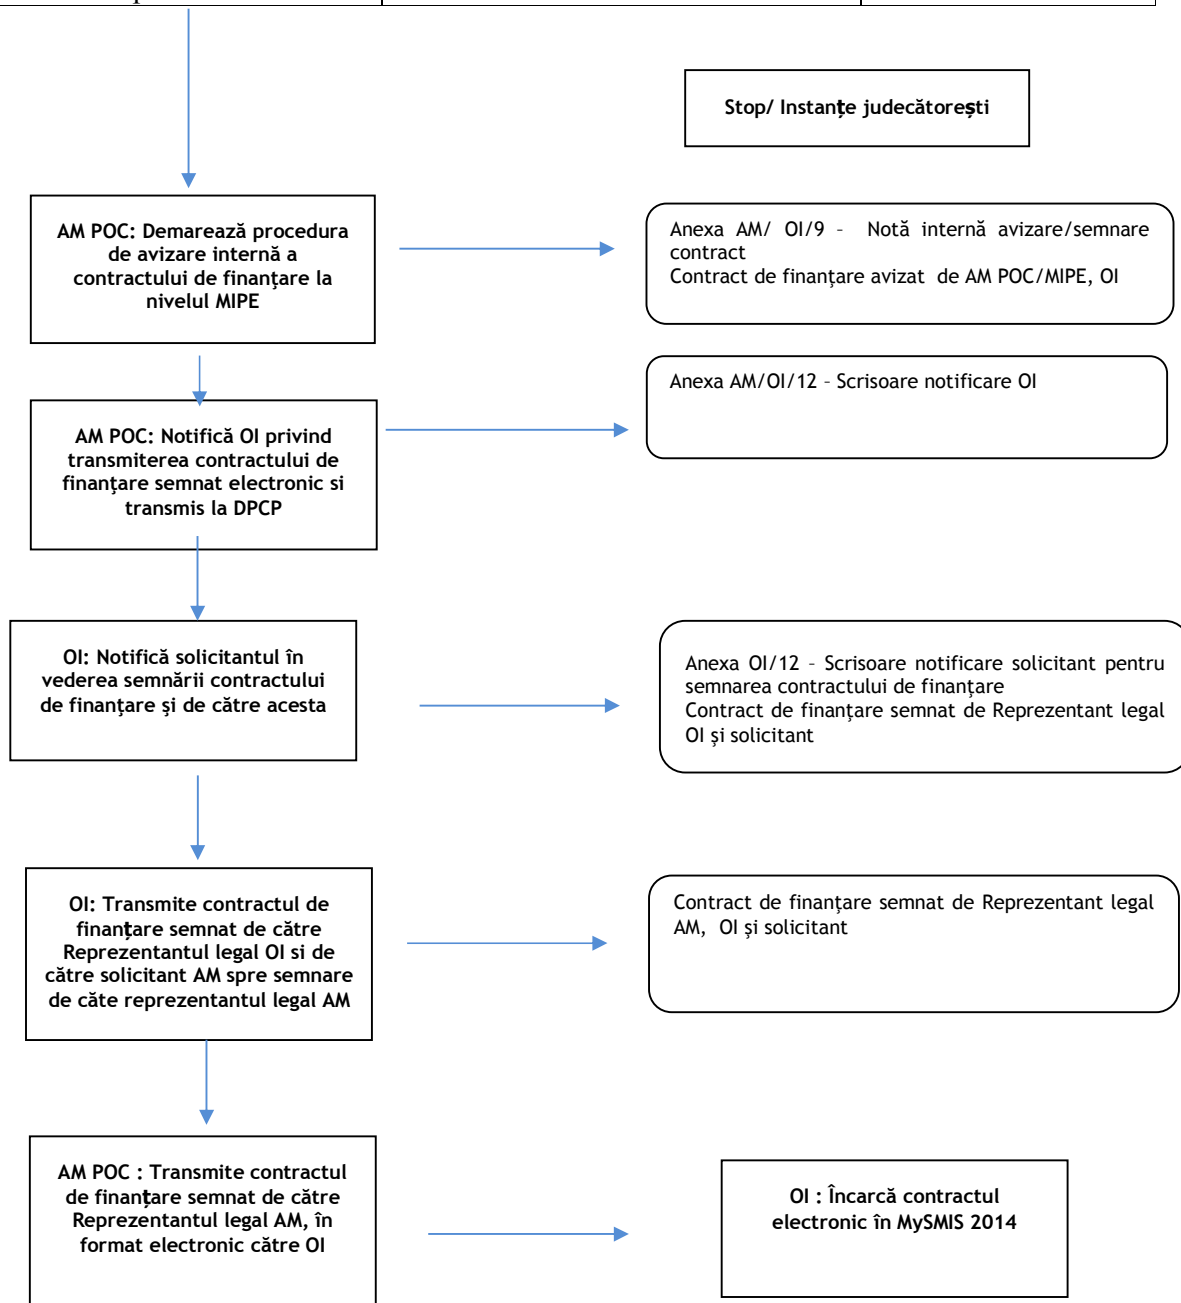 Stop/ Instanțe judecătorești
AM POC: Demarează procedura
de avizare internă a
contractului de finanţare la
nivelul MIPE
Anexa AM/ OI/9 – Notă internă avizare/semnare
contract
Contract de finanţare avizat de AM POC/MIPE, OI
AM POC: Notifică OI privind
transmiterea contractului de
finanţare semnat electronic si
transmis la DPCP
Anexa AM/OI/12 – Scrisoare notificare OI
OI: Notifică solicitantul în
vederea semnării contractului
de finanţare şi de către acesta
Anexa OI/12 – Scrisoare notificare solicitant pentru
semnarea contractului de finanţare
Contract de finanţare semnat de Reprezentant legal
OI şi solicitant
OI: Transmite contractul de
finanțare semnat de către
Reprezentantul legal OI si de
către solicitant AM spre semnare
de căte reprezentantul legal AM
Contract de finanţare semnat de Reprezentant legal
AM, OI şi solicitant
AM POC : Transmite contractul
de finanțare semnat de către
Reprezentantul legal AM, în
format electronic către OI
OI : Încarcă contractul
electronic în MySMIS 2014